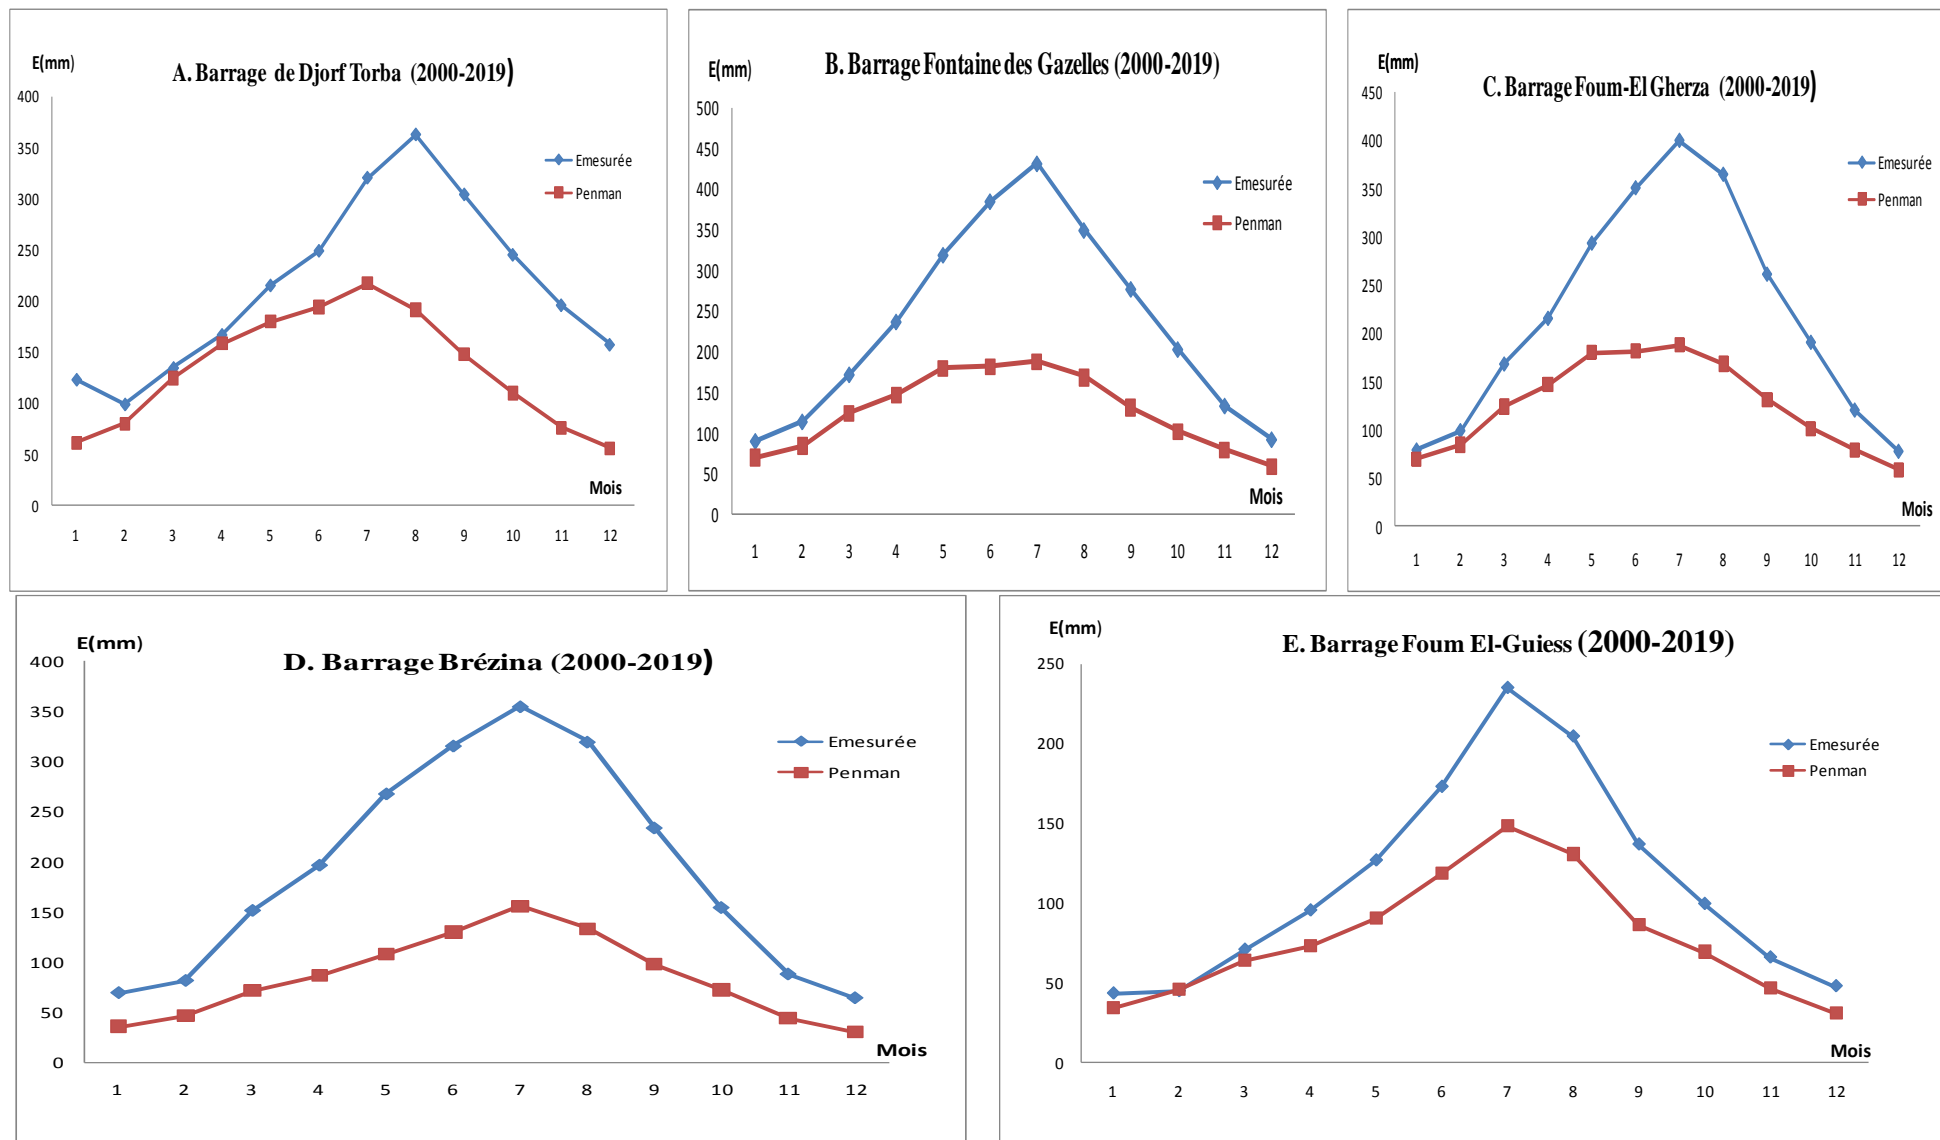 A. Barrage de Djorf Torba (2000-2019)
E(mm)
400
350
300
250
200
150
100
50
0
Emesurée
Penman
Mois
1 2 3 4 5 6 7 8 9 10 11 12
B. Barrage Fontaine des Gazelles (2000-2019)
E(mm)
500
450
400
350
300
250
200
150
100
50
0
Emesurée
Penman
Mois
1 2 3 4 5 6 7 8 9 10 11 12
C. Barrage Foum-El Gherza (2000-2019)
E(mm)
450
400
350
300
250
200
150
100
50
0
Emesurée
Penman
Mois
1 2 3 4 5 6 7 8 9 10 11 12
D. Barrage Brézina (2000-2019)
E(mm)
400
350
300
250
200
150
100
50
0
Emesurée
Penman
Mois
1 2 3 4 5 6 7 8 9 10 11 12
E. Barrage Foum El-Guiess (2000-2019)
E(mm)
250
200
150
100
50
0
Emesurée
Penman
Mois
1 2 3 4 5 6 7 8 9 10 11 12